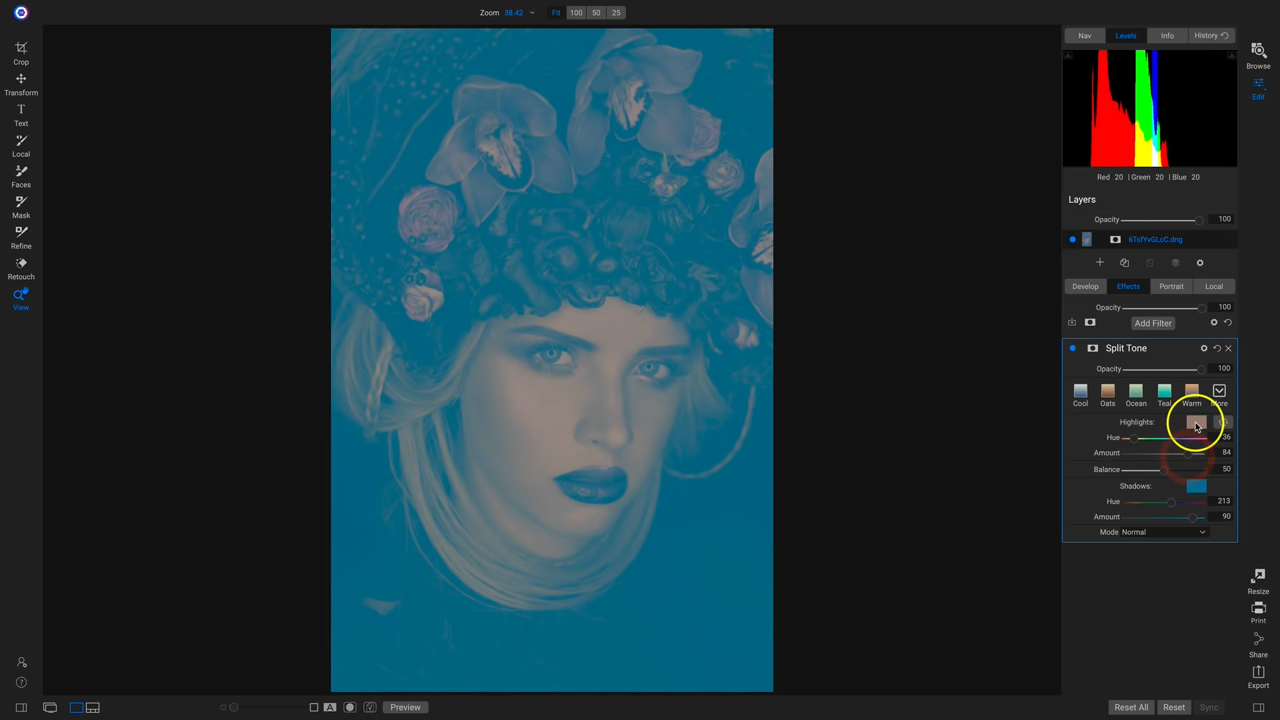 Zoom 38.42 Fit 100 50 25
Crop
Transform
Text
Local
Faces
Mask
Refine
Retouch
View
Nav Levels Info History
Red 20 | Green 20 | Blue 20
Layers
Opacity 100
6TsfYvGLcC.dng
Develop Effects Portrait Local
Opacity 100
Add Filter
Split Tone
Opacity 100
Cool Oats Ocean Teal Warm More
Highlights:
Hue 36
Amount 84
Balance 50
Shadows:
Hue 213
Amount 90
Mode Normal
Browse
Edit
Resize
Print
Share
Export
A Preview
Reset All Reset Sync